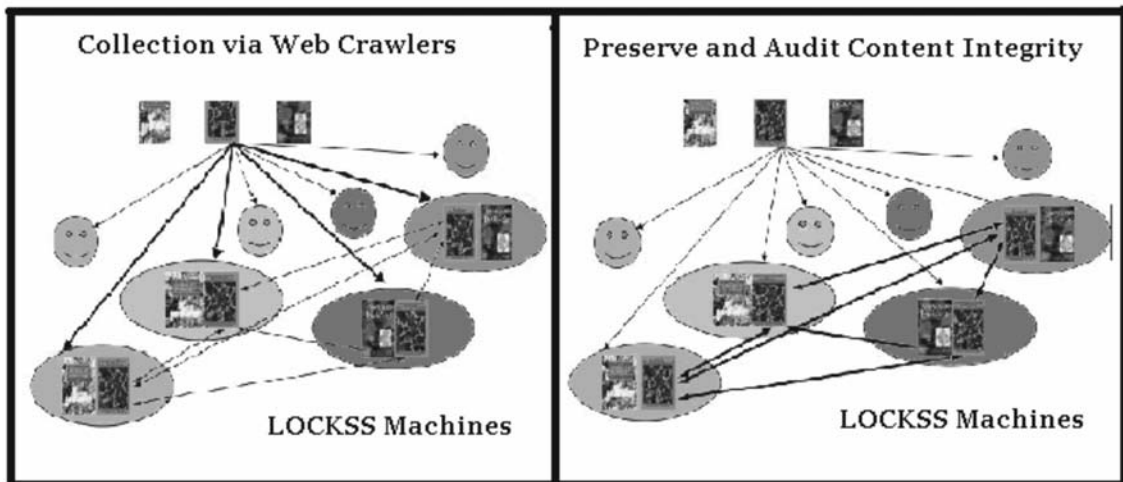 Collection via Web Crawlers
LOCKSS Machines
Preserve and Audit Content Integrity
LOCKSS Machines